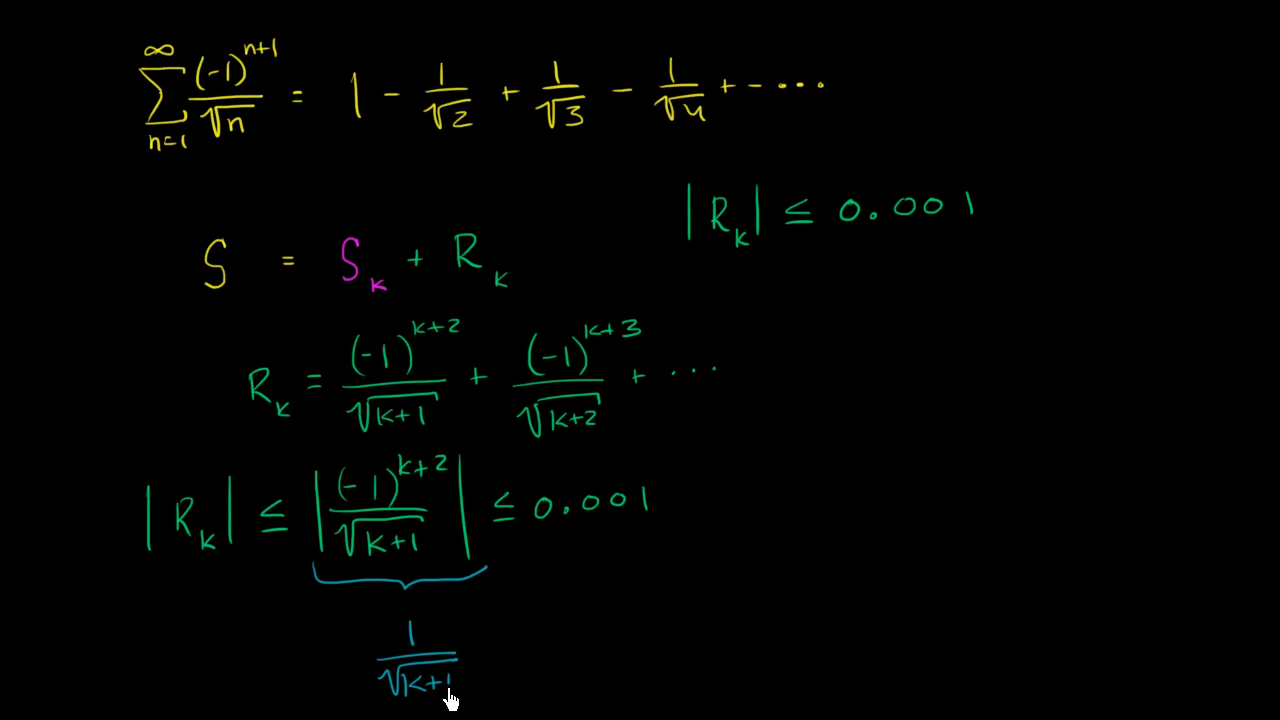 ∞ Σ n=1 (-1)^{n+1} / √n = 1 - 1/√2 + 1/√3 - 1/√4 + - ····
|R_k| ≤ 0.001
S = S_k + R_k
R_k = (-1)^{k+2} / √(k+1) + (-1)^{k+3} / √(k+2) + ···
|R_k| ≤ |(-1)^{k+2} / √(k+1)| ≤ 0.001
1 / √(k+1)